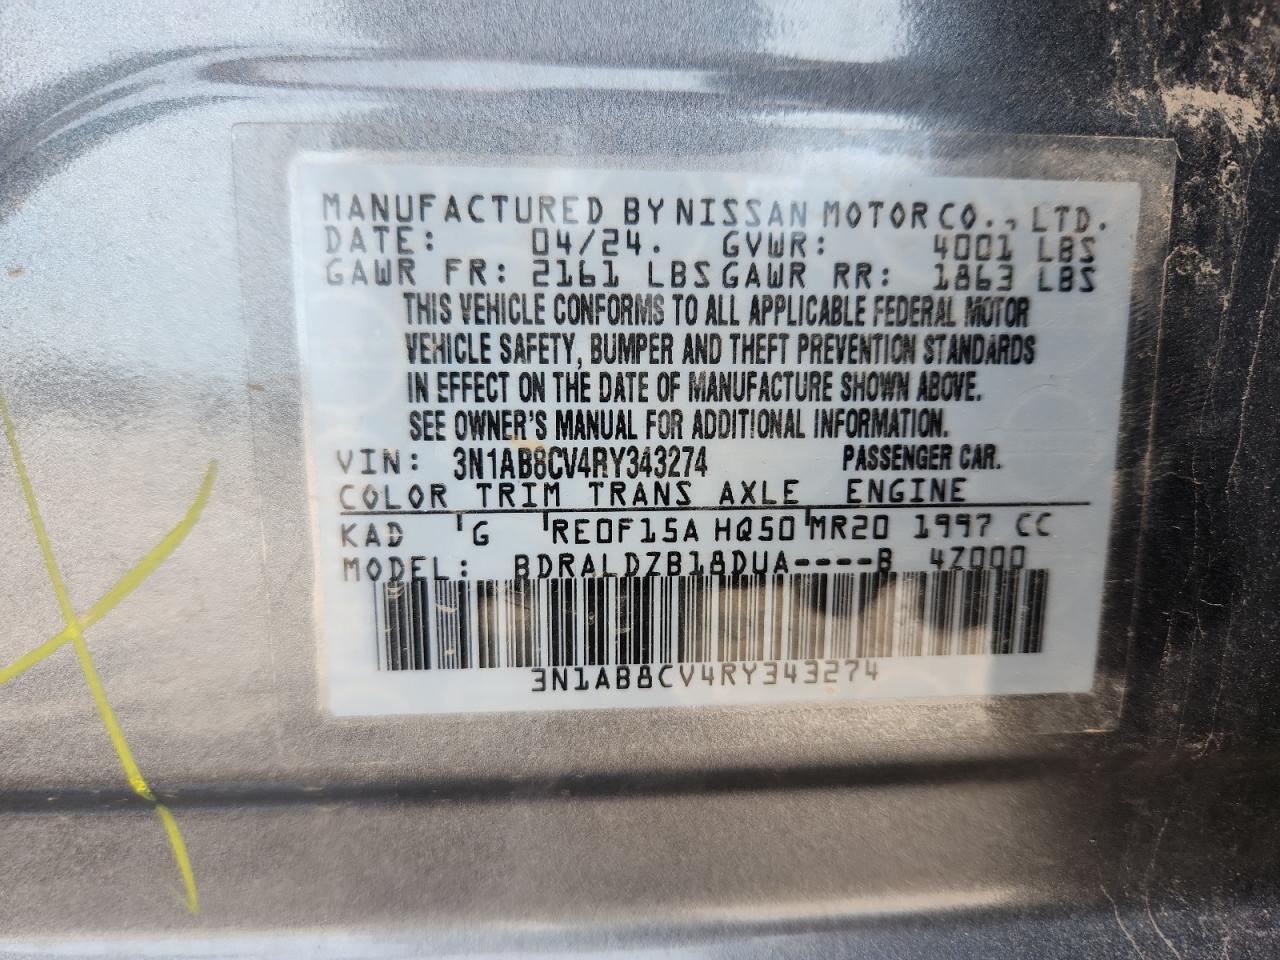 MANUFACTURED BY NISSAN MOTOR CO., LTD.
DATE: 04/24. GVWR: 4001 LBS
GAWR FR: 2161 LBS GAWR RR: 1863 LBS
THIS VEHICLE CONFORMS TO ALL APPLICABLE FEDERAL MOTOR
VEHICLE SAFETY, BUMPER AND THEFT PREVENTION STANDARDS
IN EFFECT ON THE DATE OF MANUFACTURE SHOWN ABOVE.
SEE OWNER'S MANUAL FOR ADDITIONAL INFORMATION.
VIN: 3N1AB8CV4RY343274 PASSENGER CAR.
COLOR TRIM TRANS AXLE ENGINE
KAD G RE0F15A HQ50 MR20 1997 CC
MODEL: BDRALDZB18DUA----B 4Z000
3N1AB8CV4RY343274